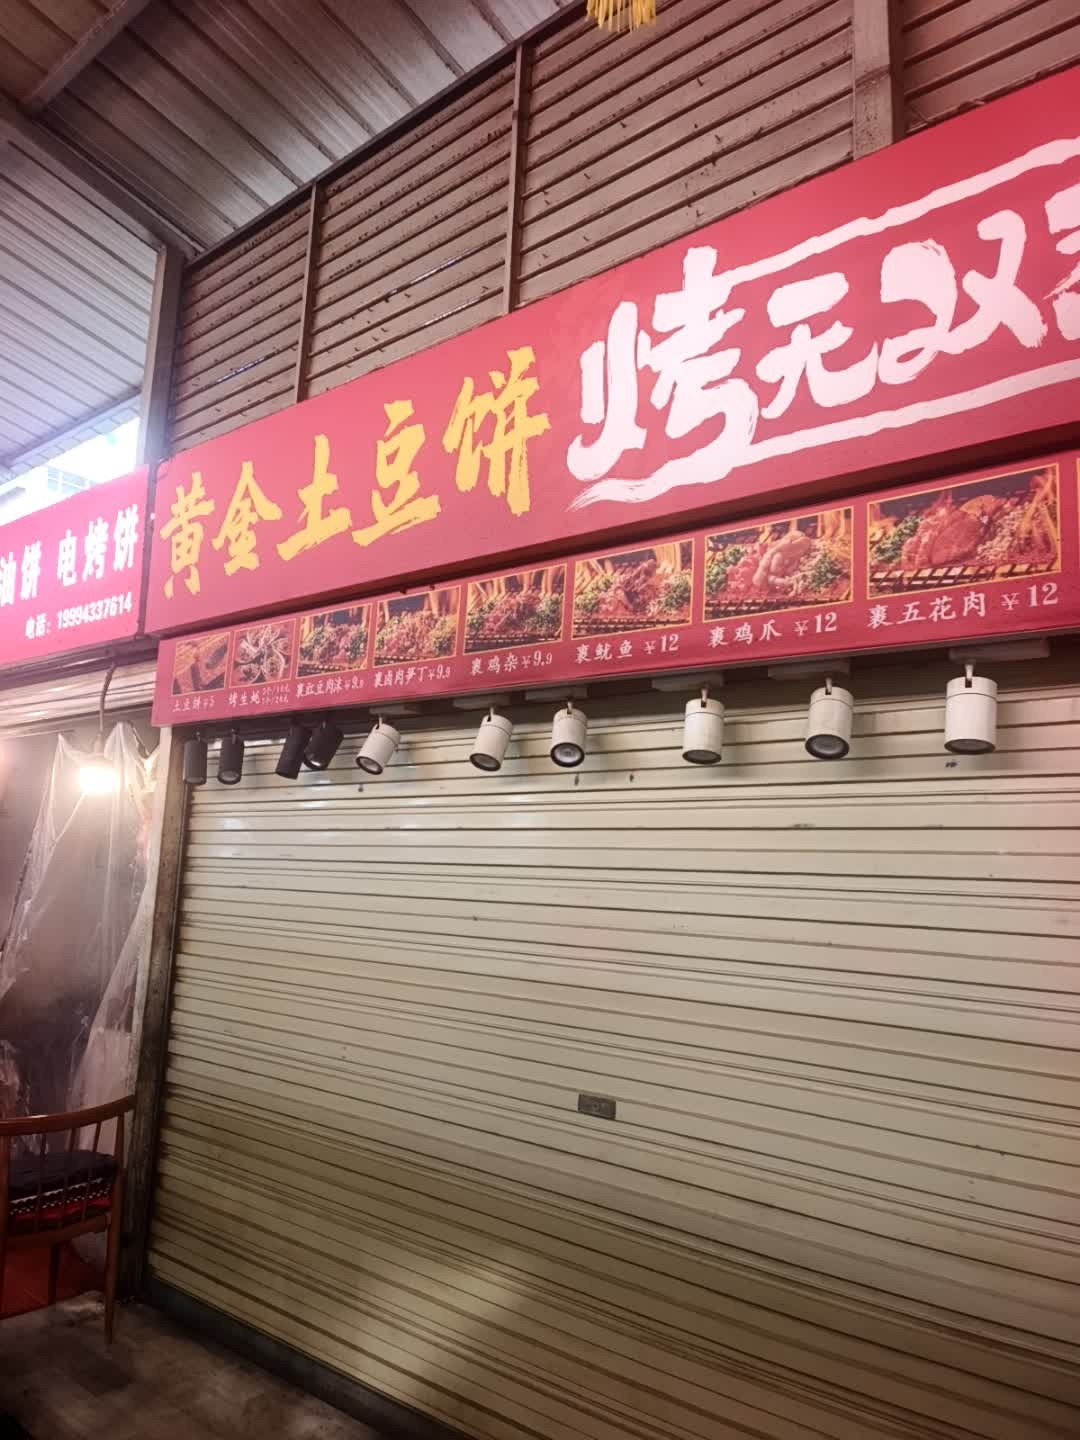 黄金土豆饼
烤无双
油饼 电烤饼
电话：19994337614
土豆饼 ¥5
烤生蚝
裹豇豆肉沫 ¥9.9
裹卤肉笋丁 ¥9.9
裹鸡杂 ¥9.9
裹鱿鱼 ¥12
裹鸡爪 ¥12
裹五花肉 ¥12